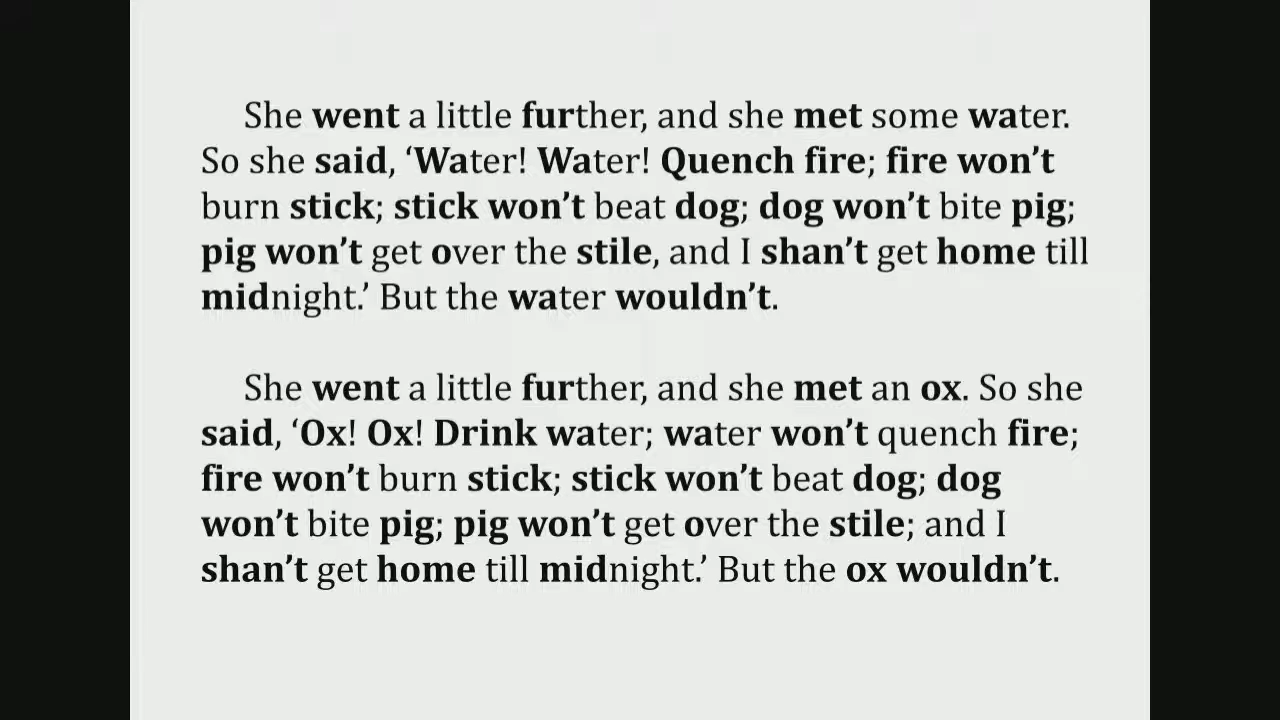 She went a little further, and she met some water.
So she said, ‘Water! Water! Quench fire; fire won’t
burn stick; stick won’t beat dog; dog won’t bite pig;
pig won’t get over the stile, and I shan’t get home till
midnight.’ But the water wouldn’t.
She went a little further, and she met an ox. So she
said, ‘Ox! Ox! Drink water; water won’t quench fire;
fire won’t burn stick; stick won’t beat dog; dog
won’t bite pig; pig won’t get over the stile; and I
shan’t get home till midnight.’ But the ox wouldn’t.